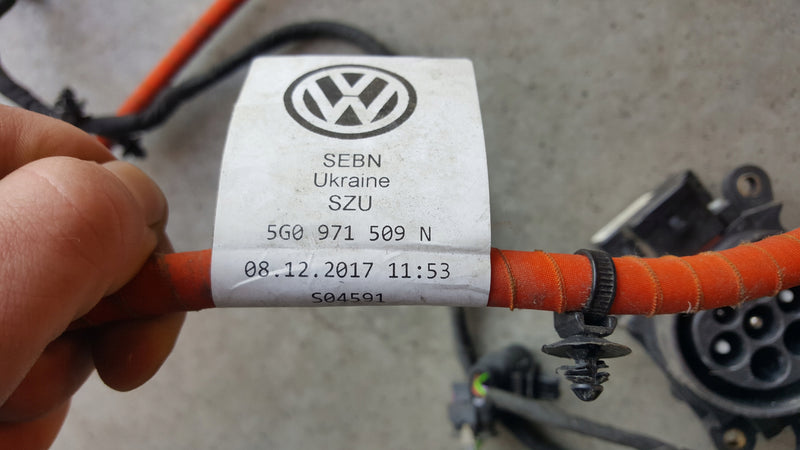 SEBN
Ukraine
SZU
5G0 971 509 N
08.12.2017 11:53
S04591